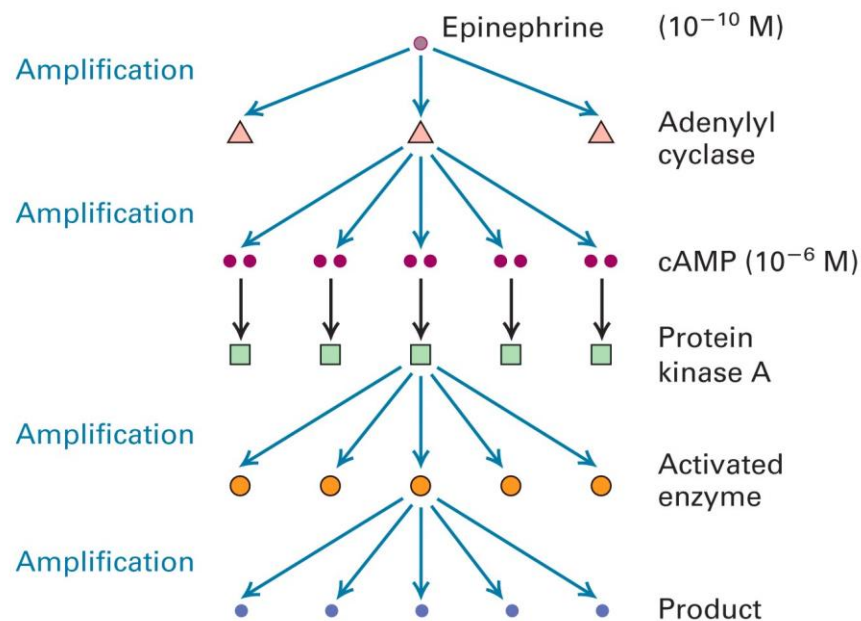 Epinephrine (10⁻¹⁰ M)
Amplification
Adenylyl
cyclase
Amplification
cAMP (10⁻⁶ M)
Protein
kinase A
Amplification
Activated
enzyme
Amplification
Product